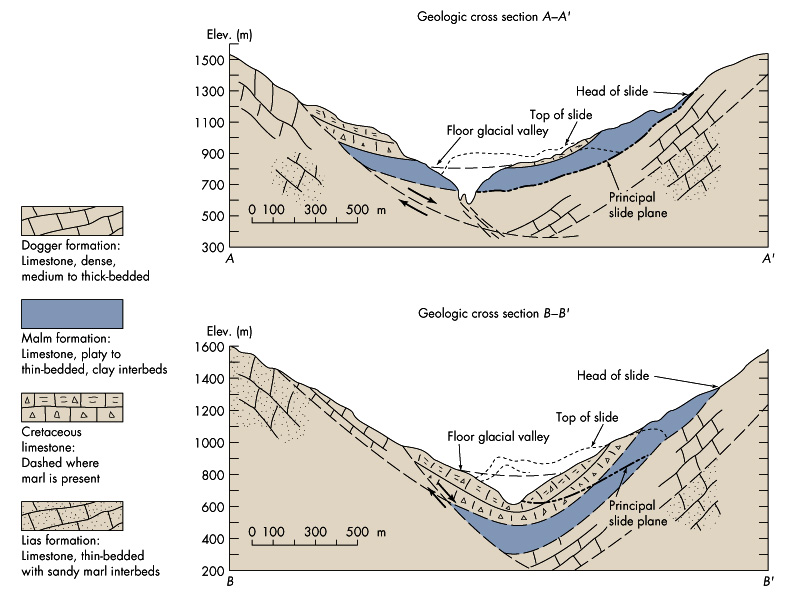 Geologic cross section A–A'
Elev. (m)
1500
1300
1100
900
700
500
300
Head of slide
Top of slide
Floor glacial valley
Principal
slide plane
0 100 300 500 m
A
A'
Dogger formation:
Limestone, dense,
medium to thick-bedded
Malm formation:
Limestone, platy to
thin-bedded, clay interbeds
Cretaceous
limestone:
Dashed where
marl is present
Lias formation:
Limestone, thin-bedded
with sandy marl interbeds
Geologic cross section B–B'
Elev. (m)
1600
1400
1200
1000
800
600
400
200
Head of slide
Top of slide
Floor glacial valley
Principal
slide plane
0 100 300 500 m
B
B'